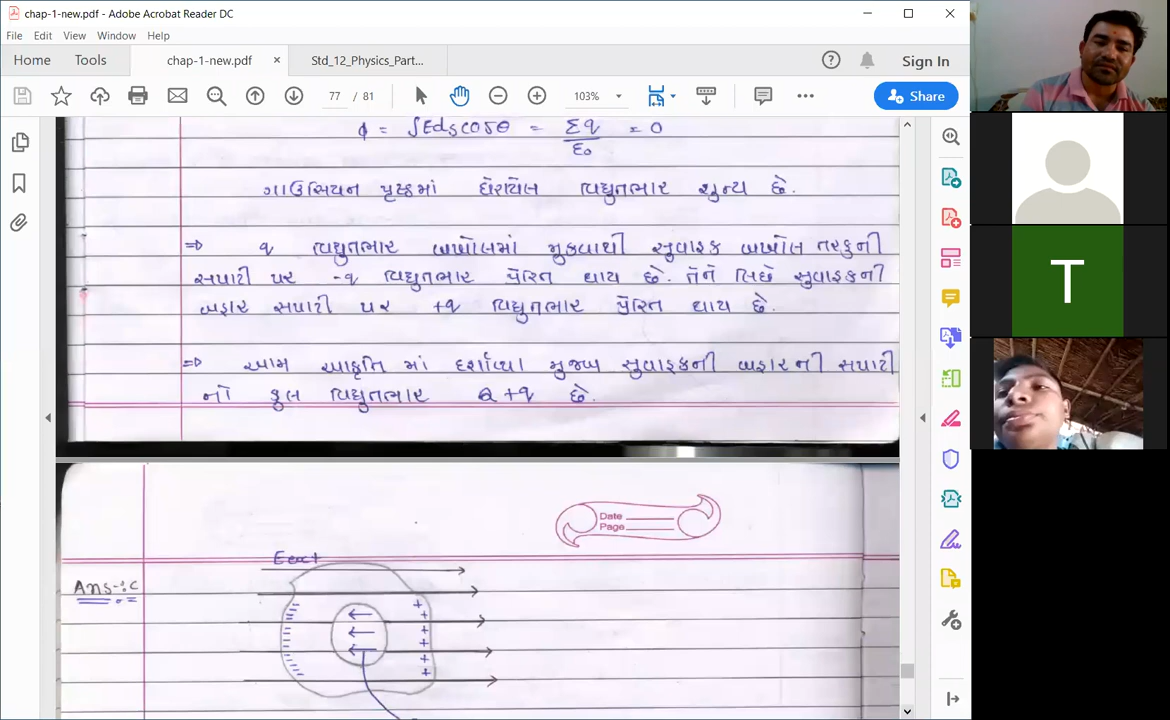 chap-1-new.pdf - Adobe Acrobat Reader DC
File Edit View Window Help
Home Tools chap-1-new.pdf × Std_12_Physics_Part... ? Sign In
77 / 81 103% Share
ϕ = ∫Edscosθ = Σq/ε₀ = 0
ગાઉસિયન પૃષ્ઠમાં ઘેરાયેલ વિદ્યુતભાર શૂન્ય છે.
⇒ q વિદ્યુતભાર બખોલમાં મુકવાથી સુવાહક બખોલ તરફની
સપાટી પર -q વિદ્યુતભાર પ્રેરિત થાય છે. તેને લિધે સુવાહકની
બહાર સપાટી પર +q વિદ્યુતભાર પ્રેરિત થાય છે.
⇒ આમ આકૃતિ માં દર્શાવ્યા મુજબ સુવાહકની બહારની સપાટી
નો કુલ વિદ્યુતભાર Q+q છે.
Date
Page
Eext
Ans-:C
T